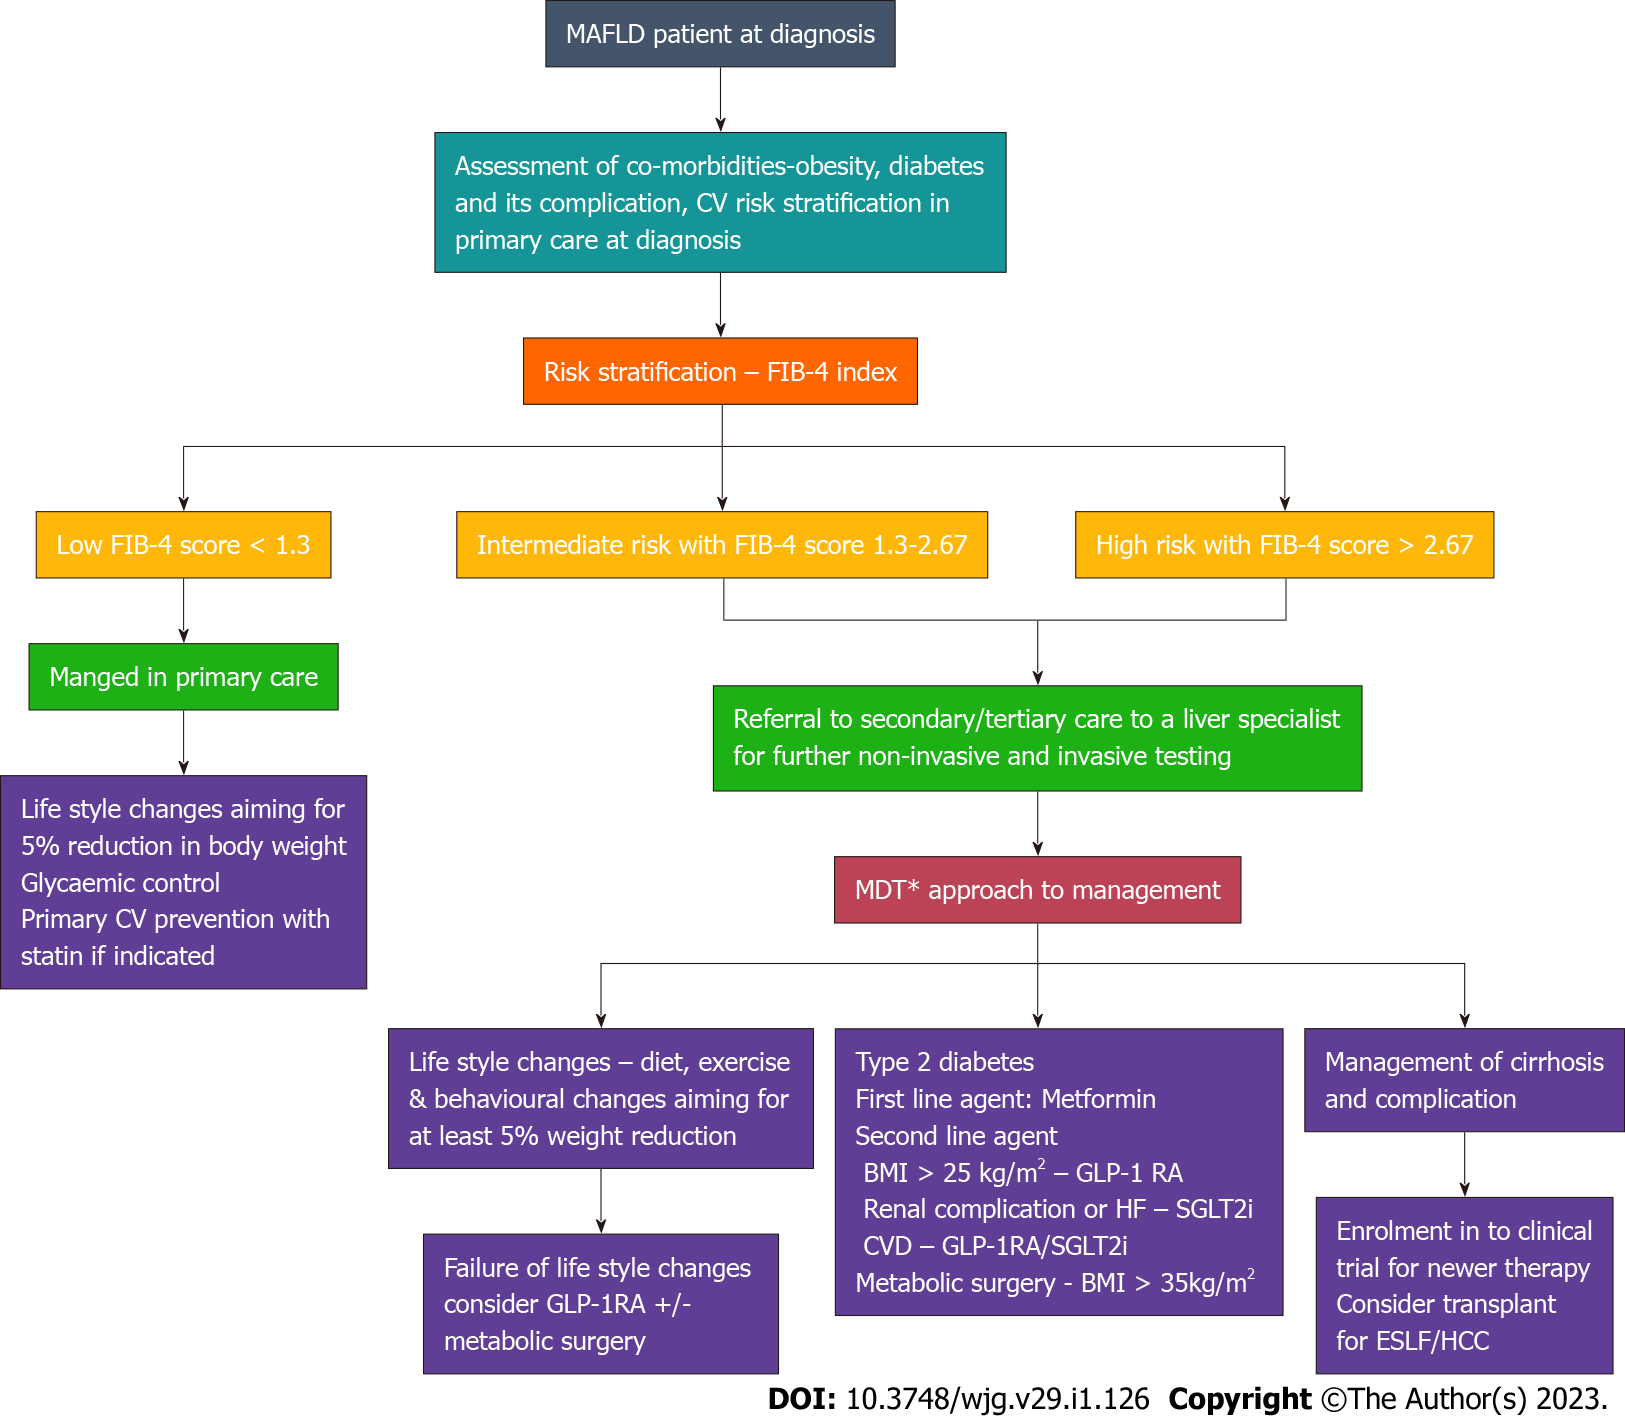 MAFLD patient at diagnosis
Assessment of co-morbidities-obesity, diabetes
and its complication, CV risk stratification in
primary care at diagnosis
Risk stratification – FIB-4 index
Low FIB-4 score < 1.3
Intermediate risk with FIB-4 score 1.3-2.67
High risk with FIB-4 score > 2.67
Manged in primary care
Referral to secondary/tertiary care to a liver specialist
for further non-invasive and invasive testing
Life style changes aiming for
5% reduction in body weight
Glycaemic control
Primary CV prevention with
statin if indicated
MDT* approach to management
Life style changes – diet, exercise
& behavioural changes aiming for
at least 5% weight reduction
Type 2 diabetes
First line agent: Metformin
Second line agent
BMI > 25 kg/m² – GLP-1 RA
Renal complication or HF – SGLT2i
CVD – GLP-1RA/SGLT2i
Metabolic surgery - BMI > 35kg/m²
Management of cirrhosis
and complication
Failure of life style changes
consider GLP-1RA +/-
metabolic surgery
Enrolment in to clinical
trial for newer therapy
Consider transplant
for ESLF/HCC
DOI: 10.3748/wjg.v29.i1.126 Copyright ©The Author(s) 2023.